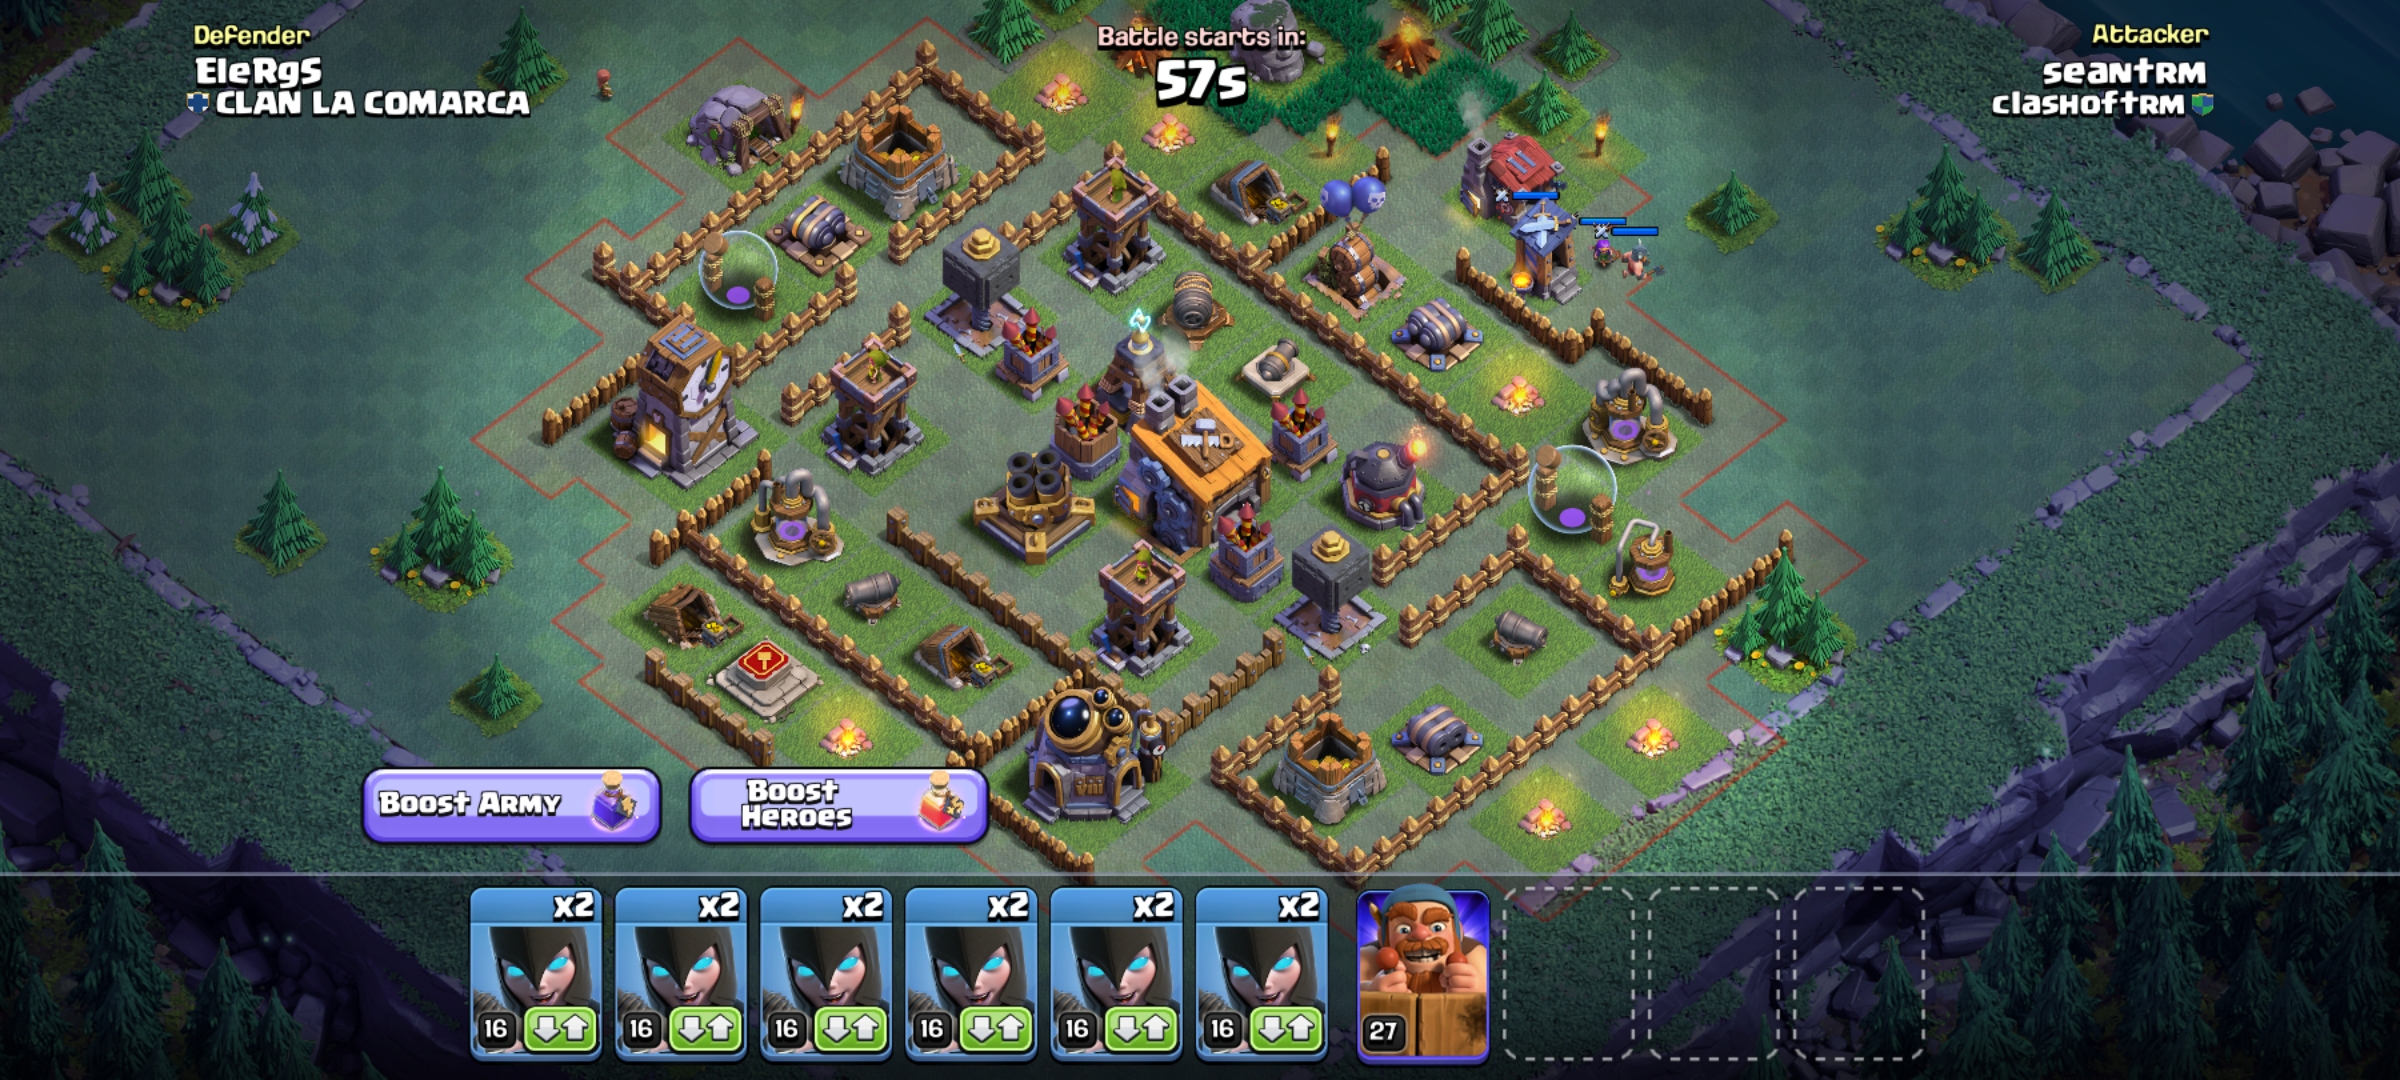 Defender
EleRgS
CLAN LA COMARCA
Battle starts in:
57s
Attacker
seantRM
clashoftRM
Boost Army
Boost
Heroes
x2
x2
x2
x2
x2
x2
16
16
16
16
16
16
27
VIII